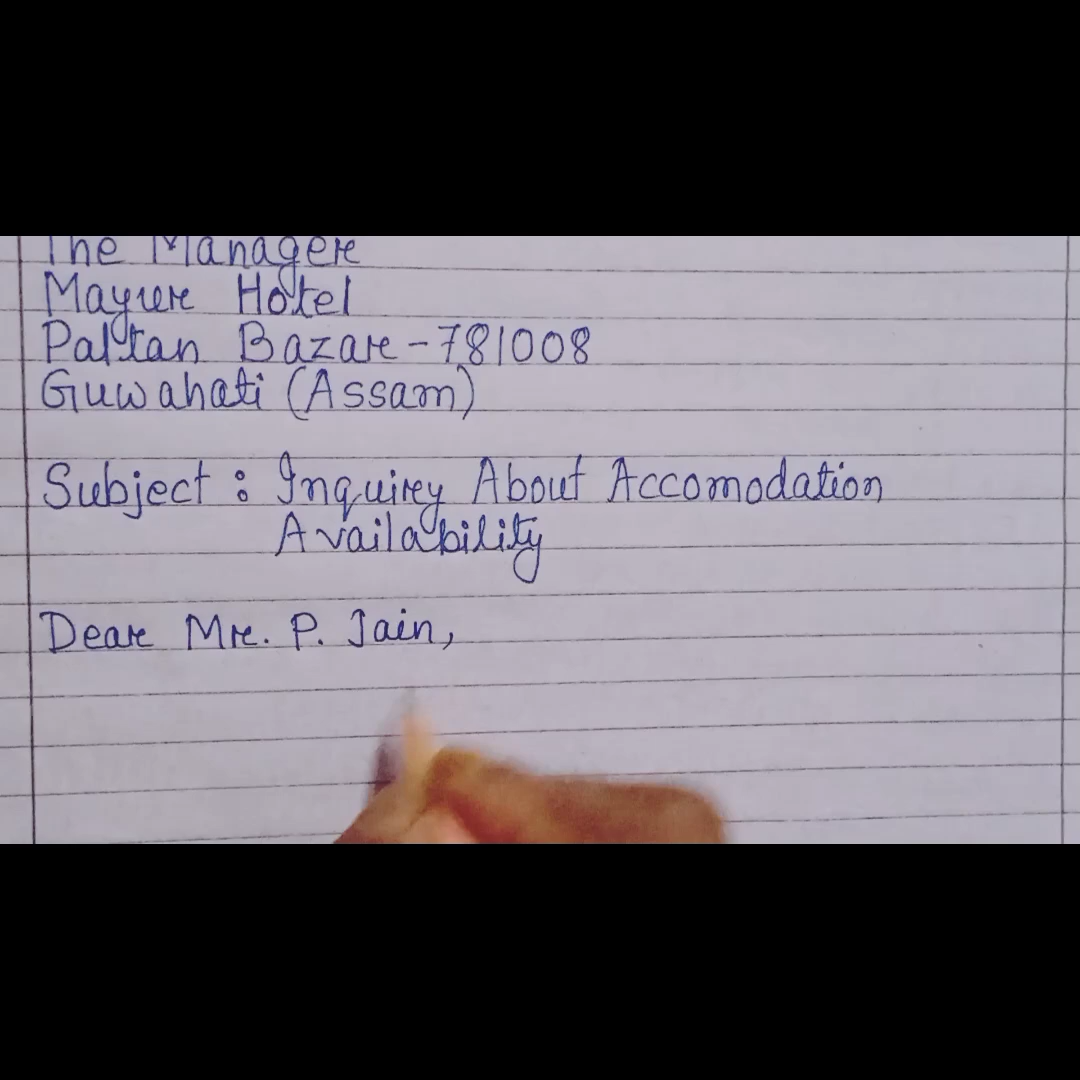 The Manager
Mayur Hotel
Paltan Bazar - 781008
Guwahati (Assam)
Subject : Inquiry About Accomodation
Availability
Dear Mr. P. Jain,